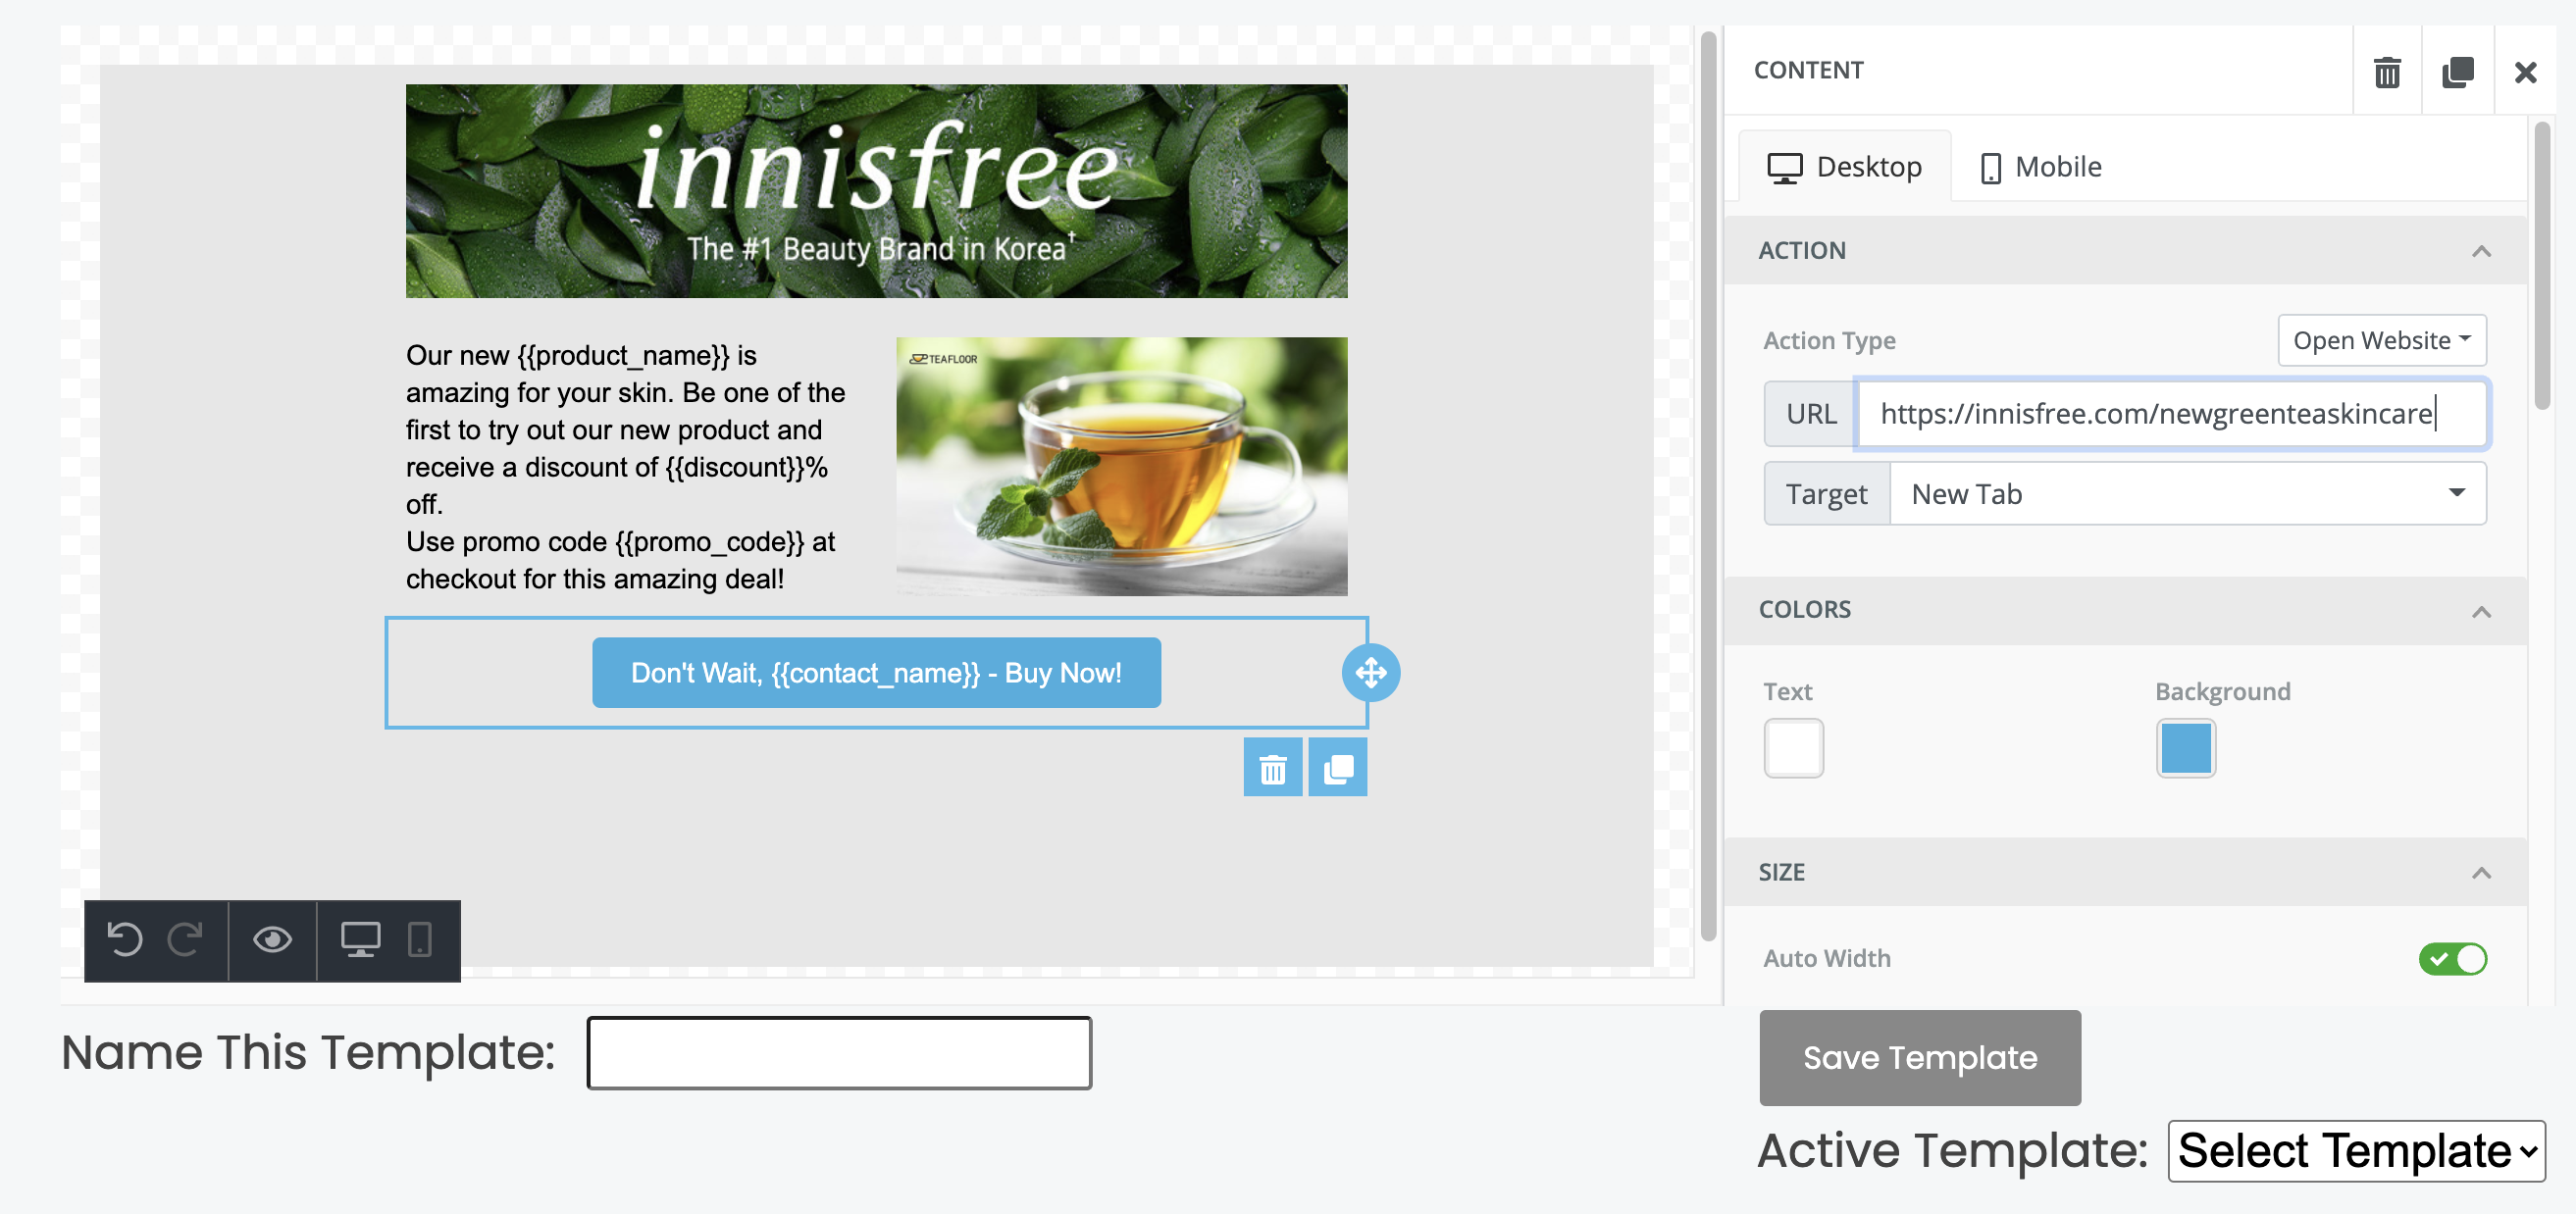 innisfree
The #1 Beauty Brand in Korea†
Our new {{product_name}} is
amazing for your skin. Be one of the
first to try out our new product and
receive a discount of {{discount}}%
off.
Use promo code {{promo_code}} at
checkout for this amazing deal!
TEAFLOOR
Don't Wait, {{contact_name}} - Buy Now!
Name This Template:
CONTENT
Desktop
Mobile
ACTION
Action Type
Open Website
URL
https://innisfree.com/newgreenteaskincare
Target
New Tab
COLORS
Text
Background
SIZE
Auto Width
Save Template
Active Template:
Select Template